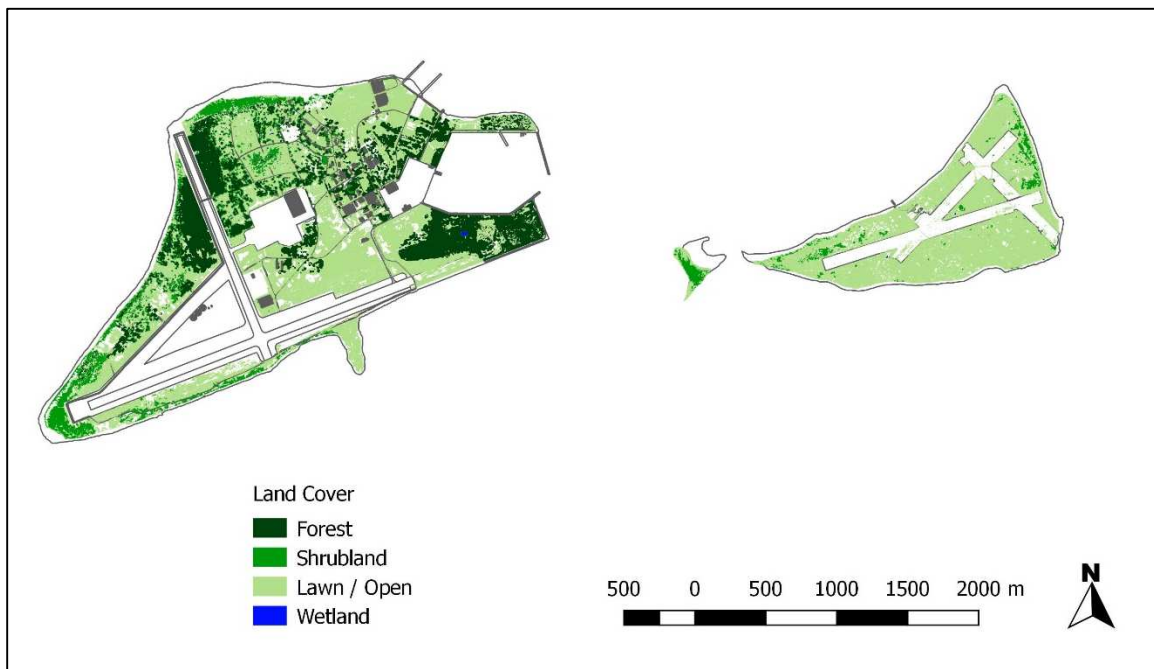 Land Cover
Forest
Shrubland
Lawn / Open
Wetland
500 0 500 1000 1500 2000 m
N